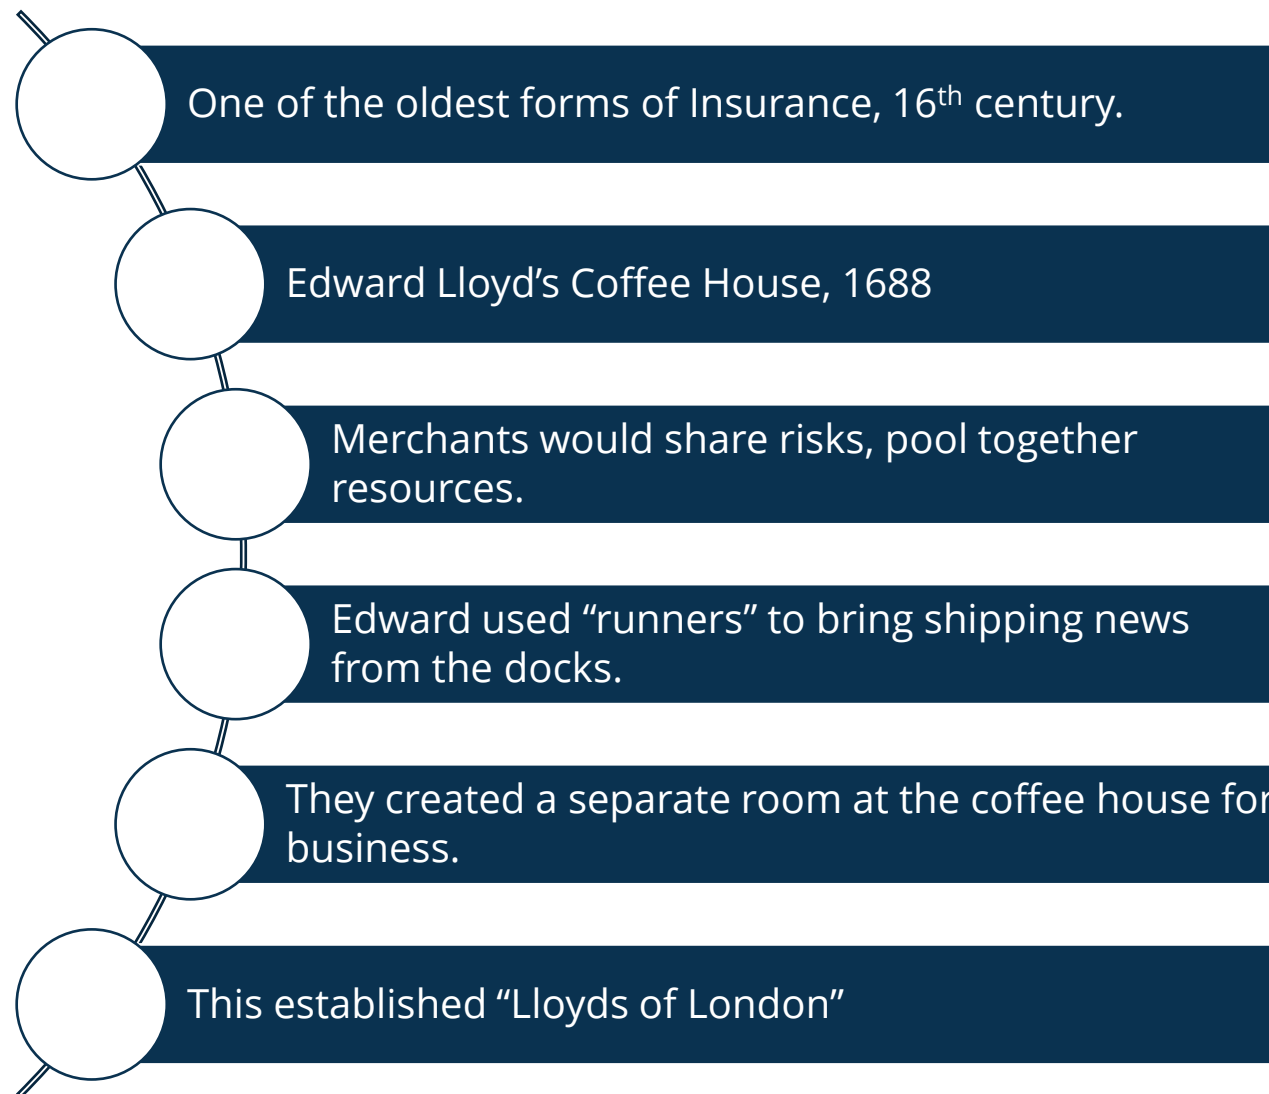 One of the oldest forms of Insurance, 16th century.
Edward Lloyd’s Coffee House, 1688
Merchants would share risks, pool together
resources.
Edward used “runners” to bring shipping news
from the docks.
They created a separate room at the coffee house for
business.
This established “Lloyds of London”